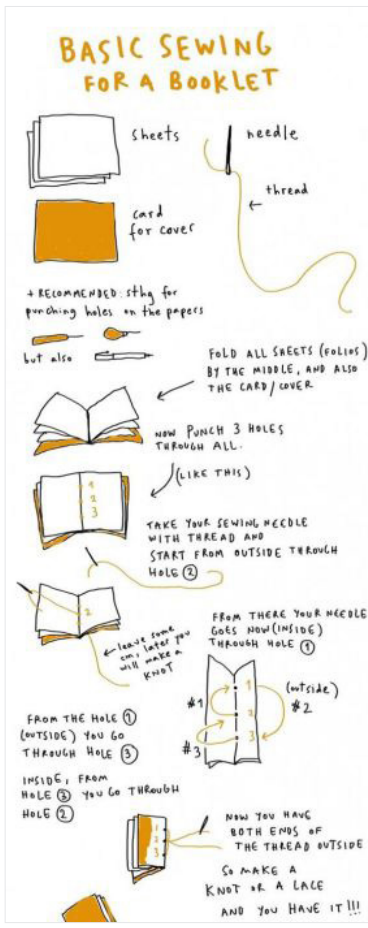 BASIC SEWING
FOR A BOOKLET
sheets
needle
thread
card
for cover
+ RECOMMENDED: sthg for
punching holes on the papers
but also
FOLD ALL SHEETS (FOLIOS)
BY THE MIDDLE, AND ALSO
THE CARD/COVER
NOW PUNCH 3 HOLES
THROUGH ALL.
(LIKE THIS)
1
2
3
TAKE YOUR SEWING NEEDLE
WITH THREAD AND
START FROM OUTSIDE THROUGH
HOLE 2
2
leave some
cm, later you
will make a
KNOT
FROM THERE YOUR NEEDLE
GOES NOW (INSIDE)
THROUGH HOLE 1
#1
1
2
3
(outside)
#2
#3
FROM THE HOLE 1
(OUTSIDE) YOU GO
THROUGH HOLE 3
INSIDE, FROM
HOLE 3 YOU GO THROUGH
HOLE 2
1
2
3
NOW YOU HAVE
BOTH ENDS OF
THE THREAD OUTSIDE
SO MAKE A
KNOT OR A LACE
AND YOU HAVE IT!!!